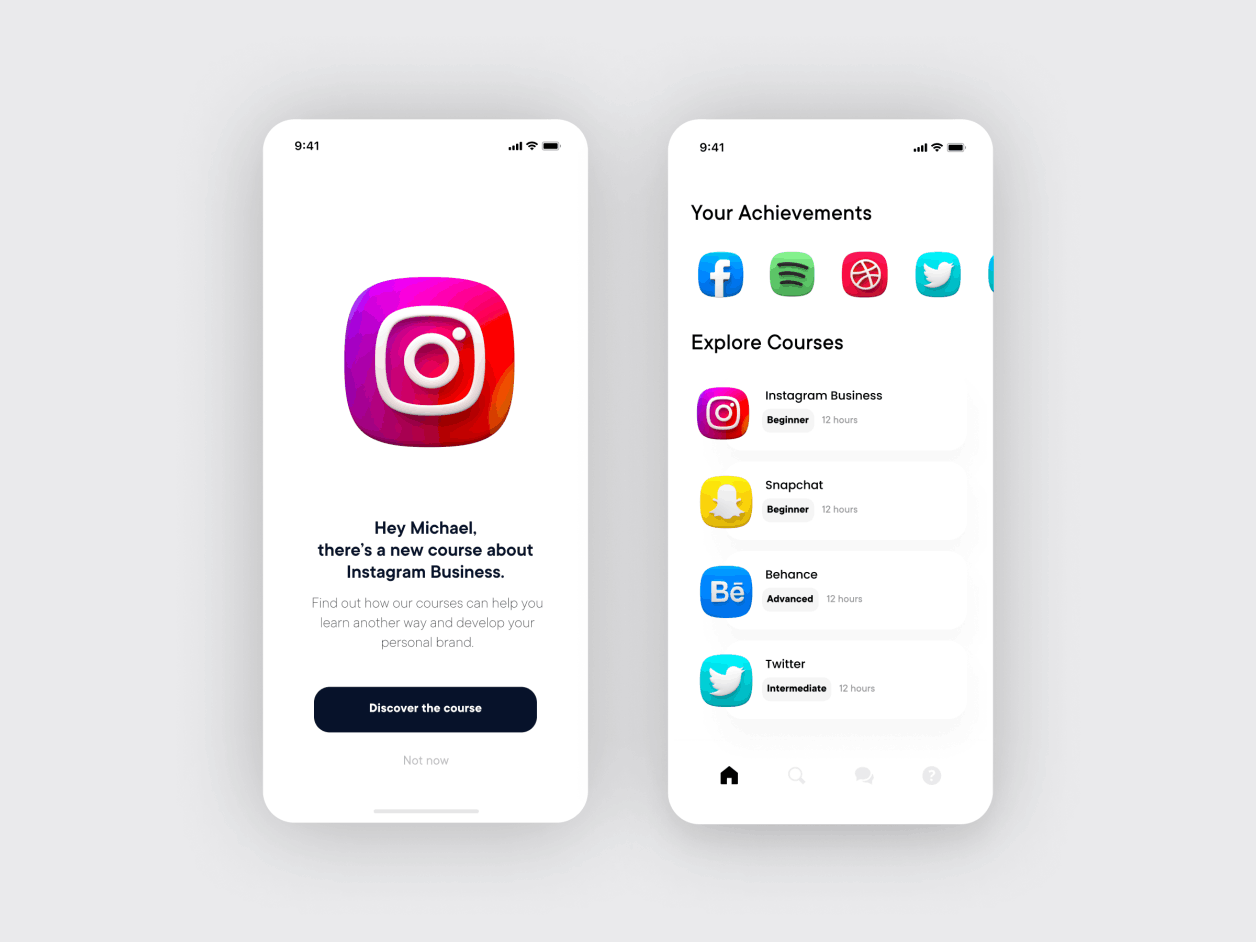 9:41
Hey Michael,
there's a new course about
Instagram Business.
Find out how our courses can help you
learn another way and develop your
personal brand.
Discover the course
Not now
9:41
Your Achievements
Explore Courses
Instagram Business
Beginner 12 hours
Snapchat
Beginner 12 hours
Bē
Behance
Advanced 12 hours
Twitter
Intermediate 12 hours